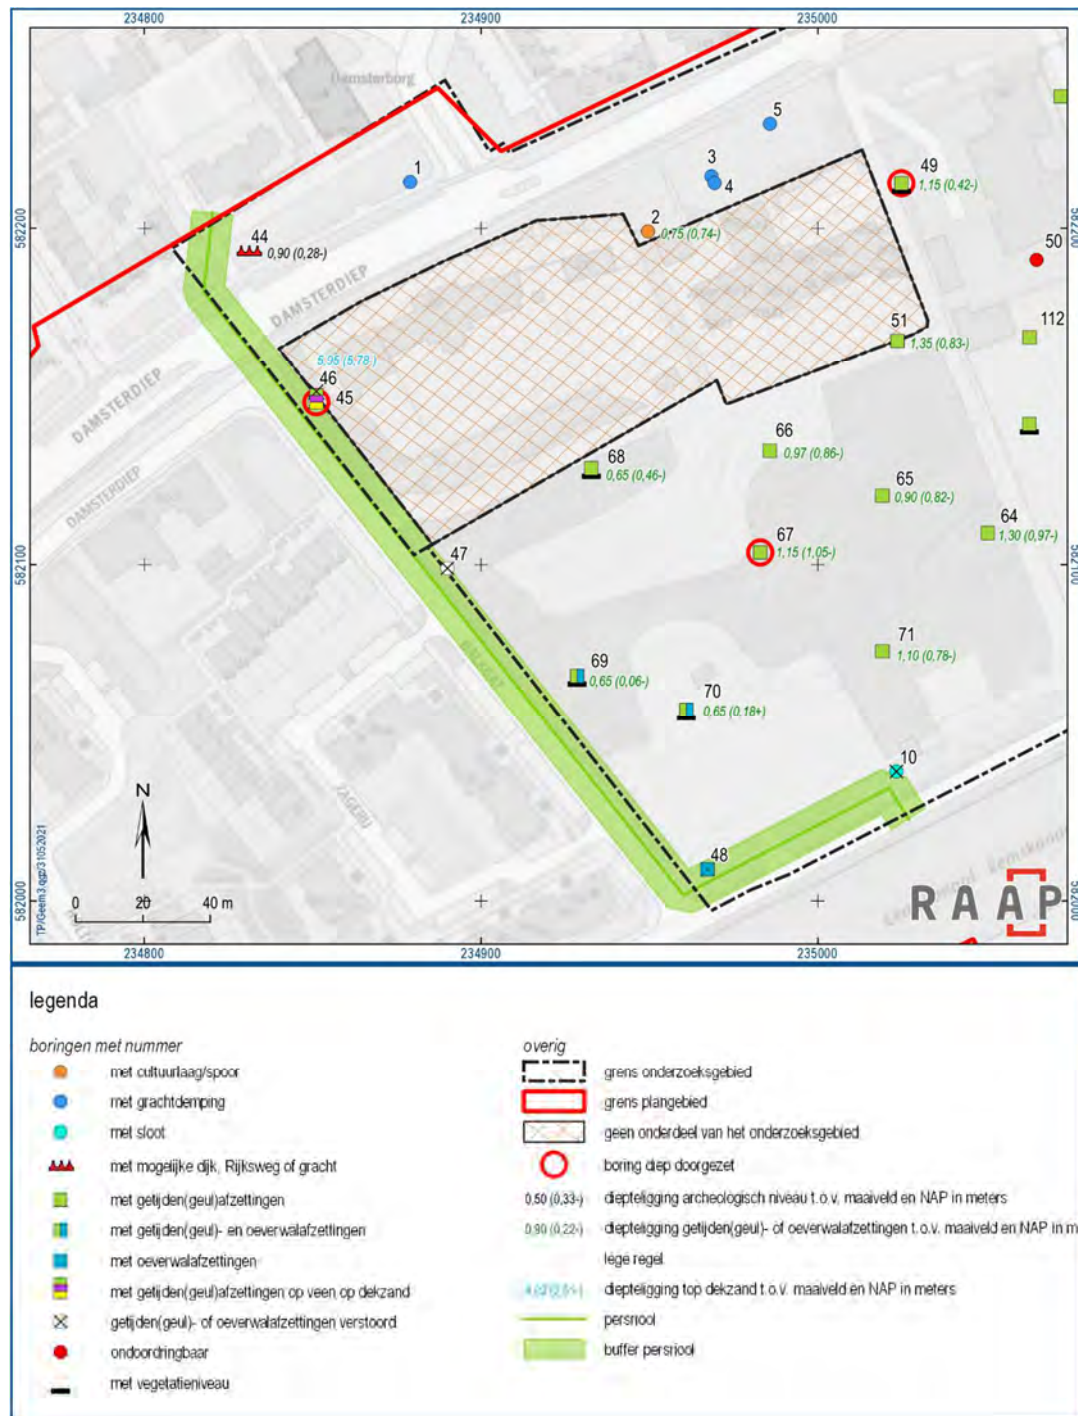 234800 234900 235000
Damsterborg
5
1 3 49
4 1,15 (0,42-)
582200 44 2 582200
0,90 (0,28-) 0,75 (0,74-) 50
DAMSTERDIEP
51 112
1,35 (0,83-)
5,95 (5,78-)
46
45
DAMSTERDIEP
66
68 0,97 (0,86-)
0,65 (0,46-) 65
DAMSTERDIEP 0,90 (0,82-)
64
67 1,30 (0,97-)
1,15 (1,05-)
582100 47 582100
71
69 1,10 (0,78-)
0,65 (0,06-) 70
0,65 (0,18+)
10
N
48
TP/Geem3.qgp/31052021
0 20 40 m
RAAP
582000 582000
234800 234900 235000
legenda
boringen met nummer
met cultuurlaag/spoor
met grachtdemping
met sloot
met mogelijke dijk, Rijksweg of gracht
met getijden(geul)afzettingen
met getijden(geul)- en oeverwalafzettingen
met oeverwalafzettingen
met getijden(geul)afzettingen op veen op dekzand
getijden(geul)- of oeverwalafzettingen verstoord
ondoordringbaar
met vegetatieniveau
overig
grens onderzoeksgebied
grens plangebied
geen onderdeel van het onderzoeksgebied
boring diep doorgezet
0,50 (0,33-) diepteligging archeologisch niveau t.o.v. maaiveld en NAP in meters
0,90 (0,22-) diepteligging getijden(geul)- of oeverwalafzettingen t.o.v. maaiveld en NAP in m
lege regel
diepteligging top dekzand t.o.v. maaiveld en NAP in meters
persriool
buffer persriool